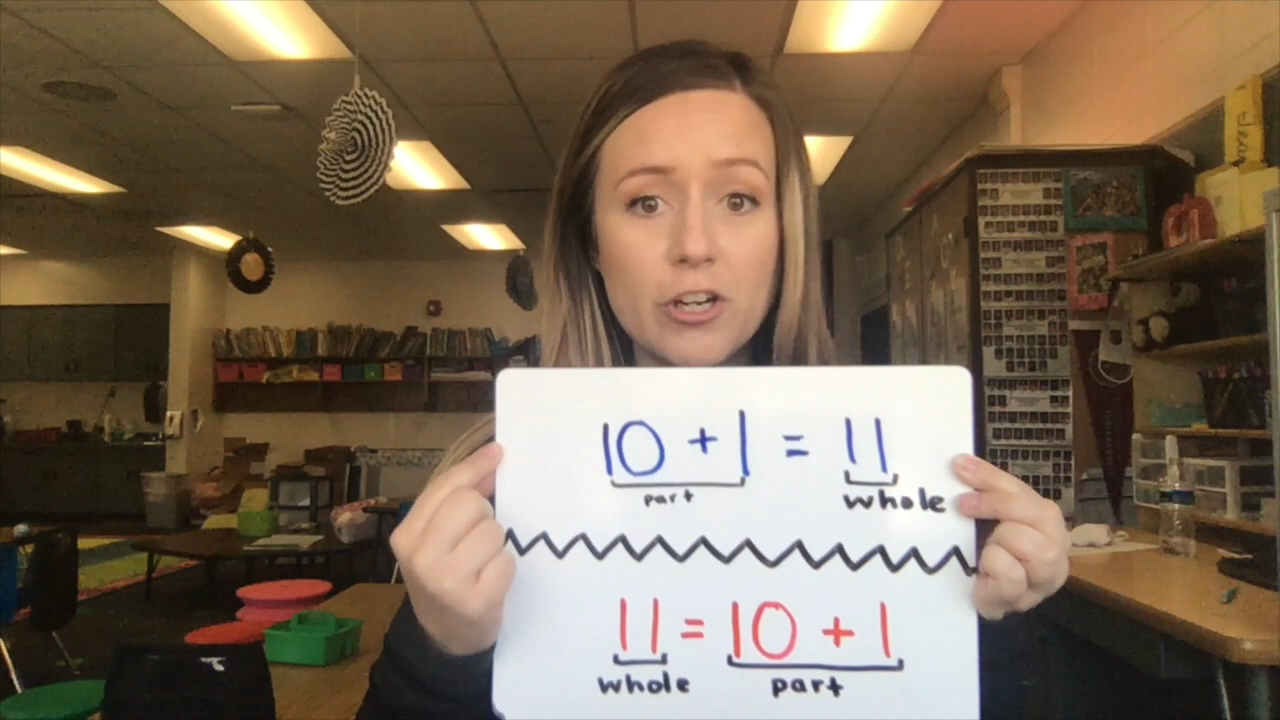 10 + 1 = 11
part whole
11 = 10 + 1
whole part